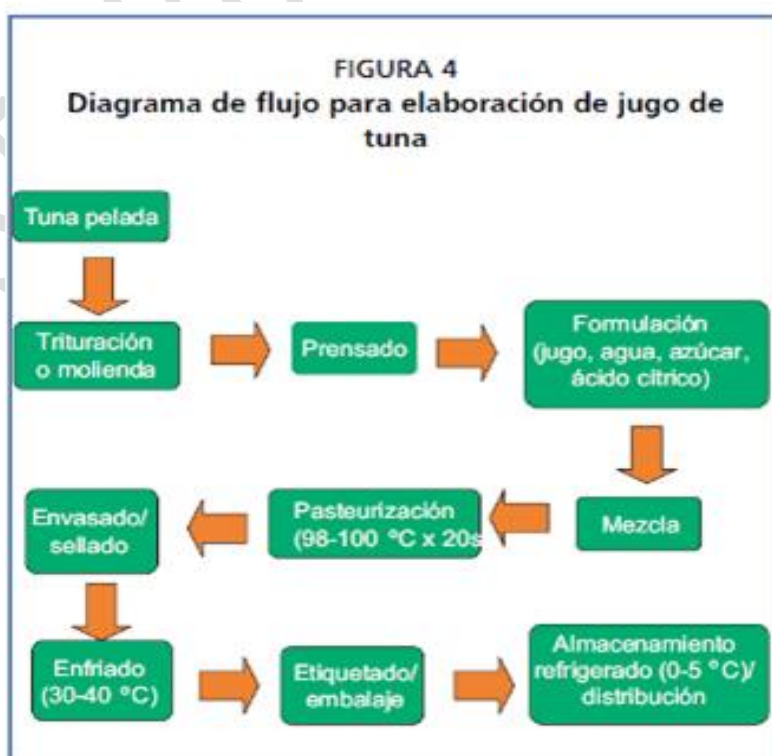 FIGURA 4
Diagrama de flujo para elaboración de jugo de
tuna
Tuna pelada
Trituración
o molienda
Prensado
Formulación
(jugo, agua, azúcar,
ácido cítrico)
Mezcla
Pasteurización
(98-100 °C x 20s
Envasado/
sellado
Enfriado
(30-40 °C)
Etiquetado/
embalaje
Almacenamiento
refrigerado (0-5 °C)/
distribución